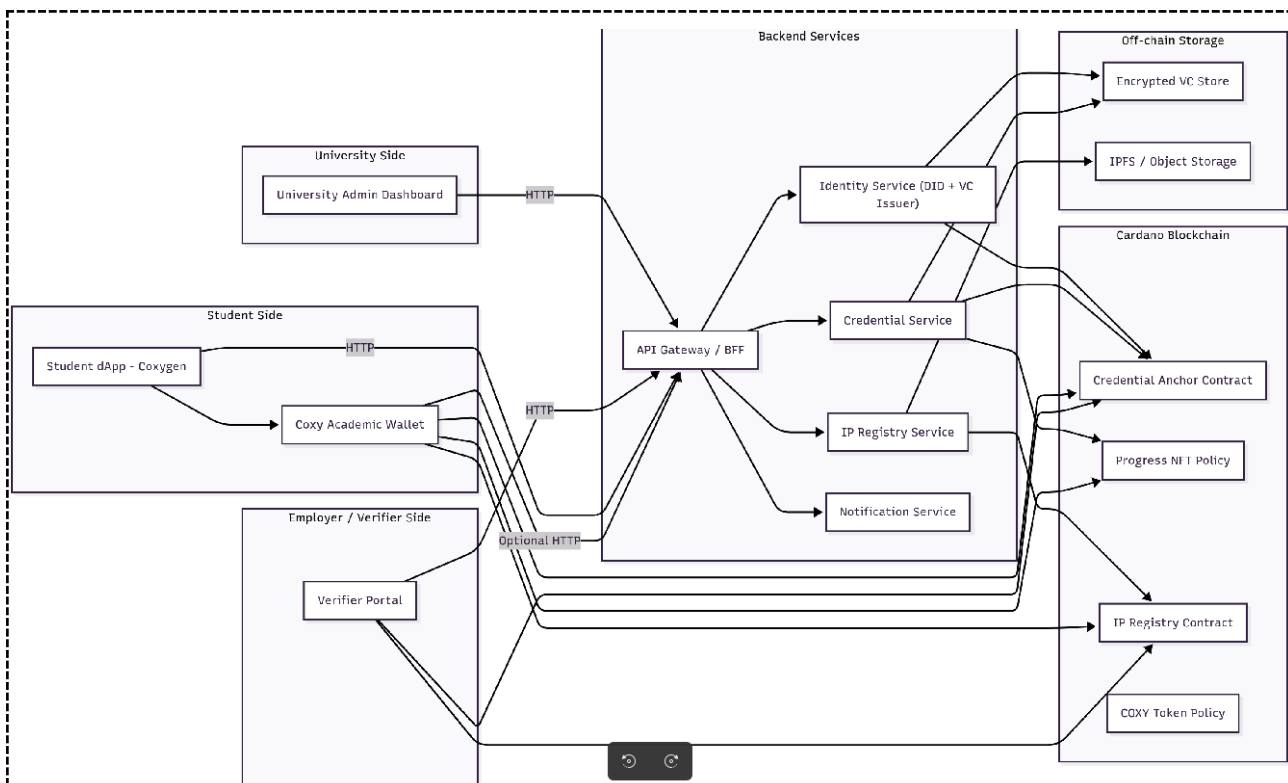 Backend Services
Off-chain Storage
Encrypted VC Store
University Side
IPFS / Object Storage
University Admin Dashboard
HTTP
Identity Service (DID + VC
Issuer)
Cardano Blockchain
Student Side
Credential Service
HTTP
API Gateway / BFF
Student dApp - Coxygen
Credential Anchor Contract
HTTP
Coxy Academic Wallet
IP Registry Service
Progress NFT Policy
Employer / Verifier Side
Notification Service
Optional HTTP
Verifier Portal
IP Registry Contract
COXY Token Policy